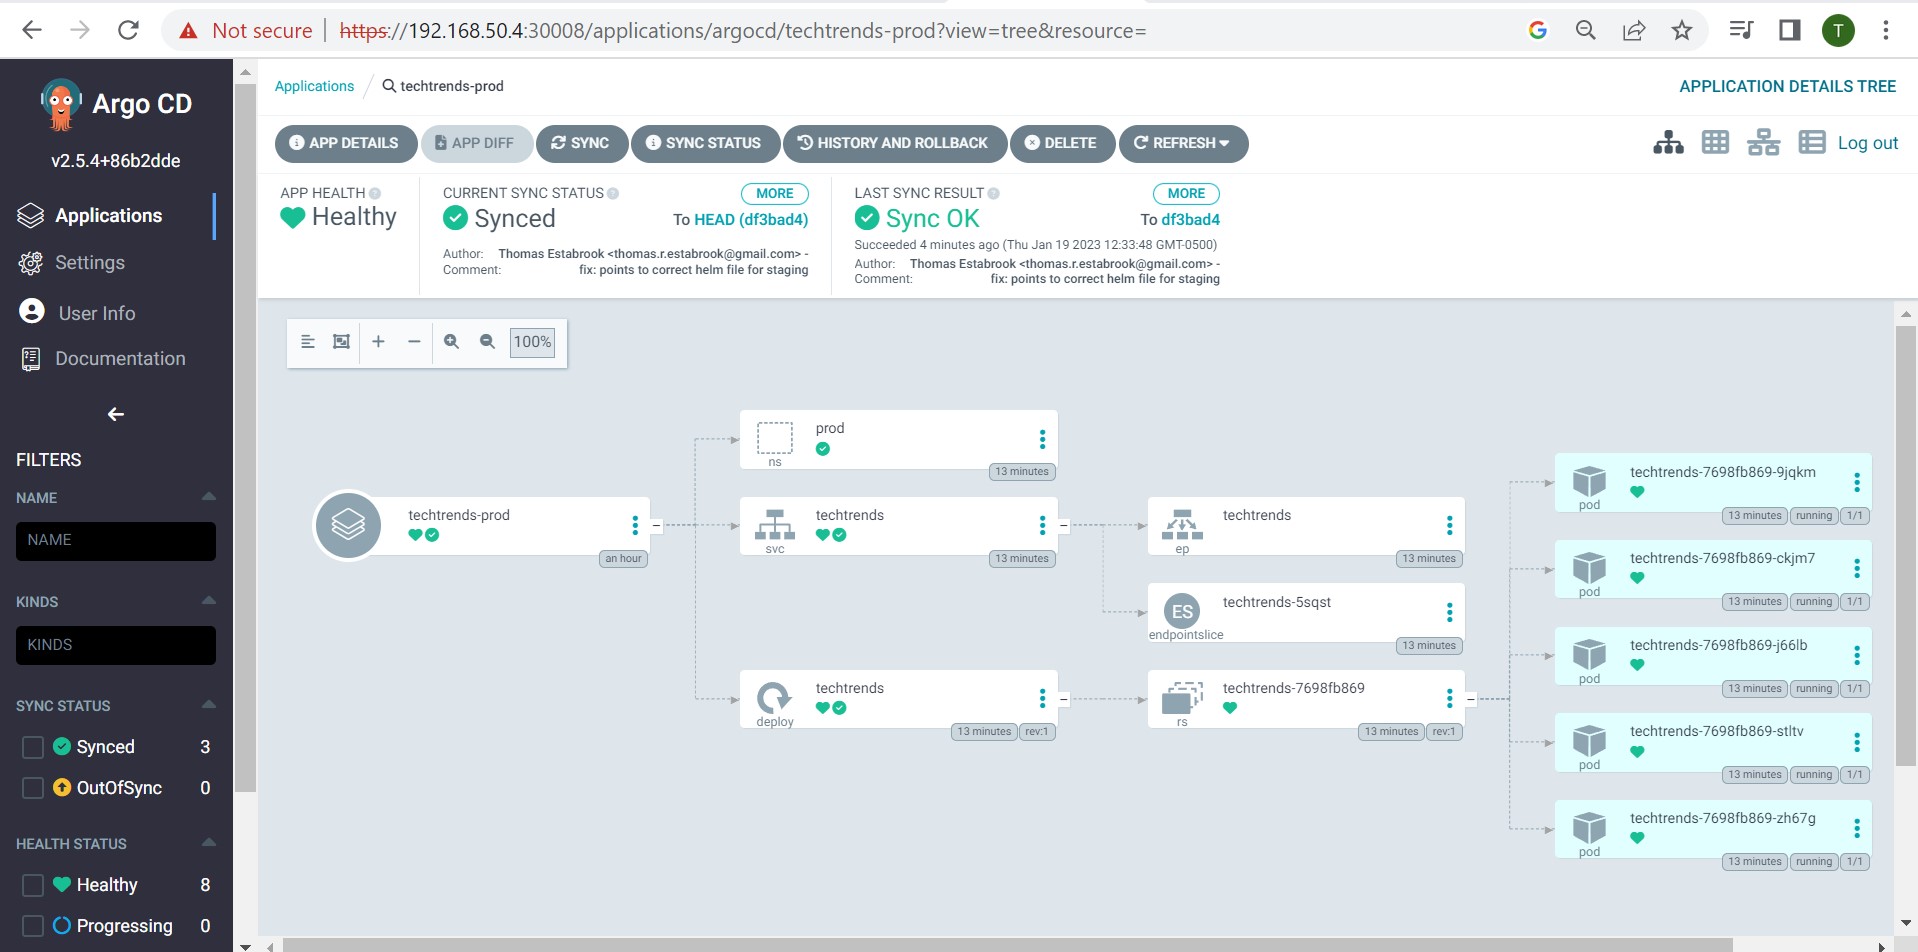 Not secure
https://192.168.50.4:30008/applications/argocd/techtrends-prod?view=tree&resource=
T
Argo CD
v2.5.4+86b2dde
Applications
Settings
User Info
Documentation
FILTERS
NAME
NAME
KINDS
KINDS
SYNC STATUS
Synced 3
OutOfSync 0
HEALTH STATUS
Healthy 8
Progressing 0
Applications / techtrends-prod
APPLICATION DETAILS TREE
APP DETAILS
APP DIFF
SYNC
SYNC STATUS
HISTORY AND ROLLBACK
DELETE
REFRESH
Log out
APP HEALTH
Healthy
CURRENT SYNC STATUS
MORE
Synced
To HEAD (df3bad4)
Author: Thomas Estabrook <thomas.r.estabrook@gmail.com> -
Comment: fix: points to correct helm file for staging
LAST SYNC RESULT
MORE
Sync OK
To df3bad4
Succeeded 4 minutes ago (Thu Jan 19 2023 12:33:48 GMT-0500)
Author: Thomas Estabrook <thomas.r.estabrook@gmail.com> -
Comment: fix: points to correct helm file for staging
100%
techtrends-prod
an hour
prod
ns
13 minutes
techtrends
svc
13 minutes
techtrends
deploy
13 minutes rev:1
techtrends
ep
13 minutes
ES
techtrends-5sqst
endpointslice
13 minutes
techtrends-7698fb869
rs
13 minutes rev:1
techtrends-7698fb869-9jqkm
pod
13 minutes running 1/1
techtrends-7698fb869-ckjm7
pod
13 minutes running 1/1
techtrends-7698fb869-j66lb
pod
13 minutes running 1/1
techtrends-7698fb869-stltv
pod
13 minutes running 1/1
techtrends-7698fb869-zh67g
pod
13 minutes running 1/1